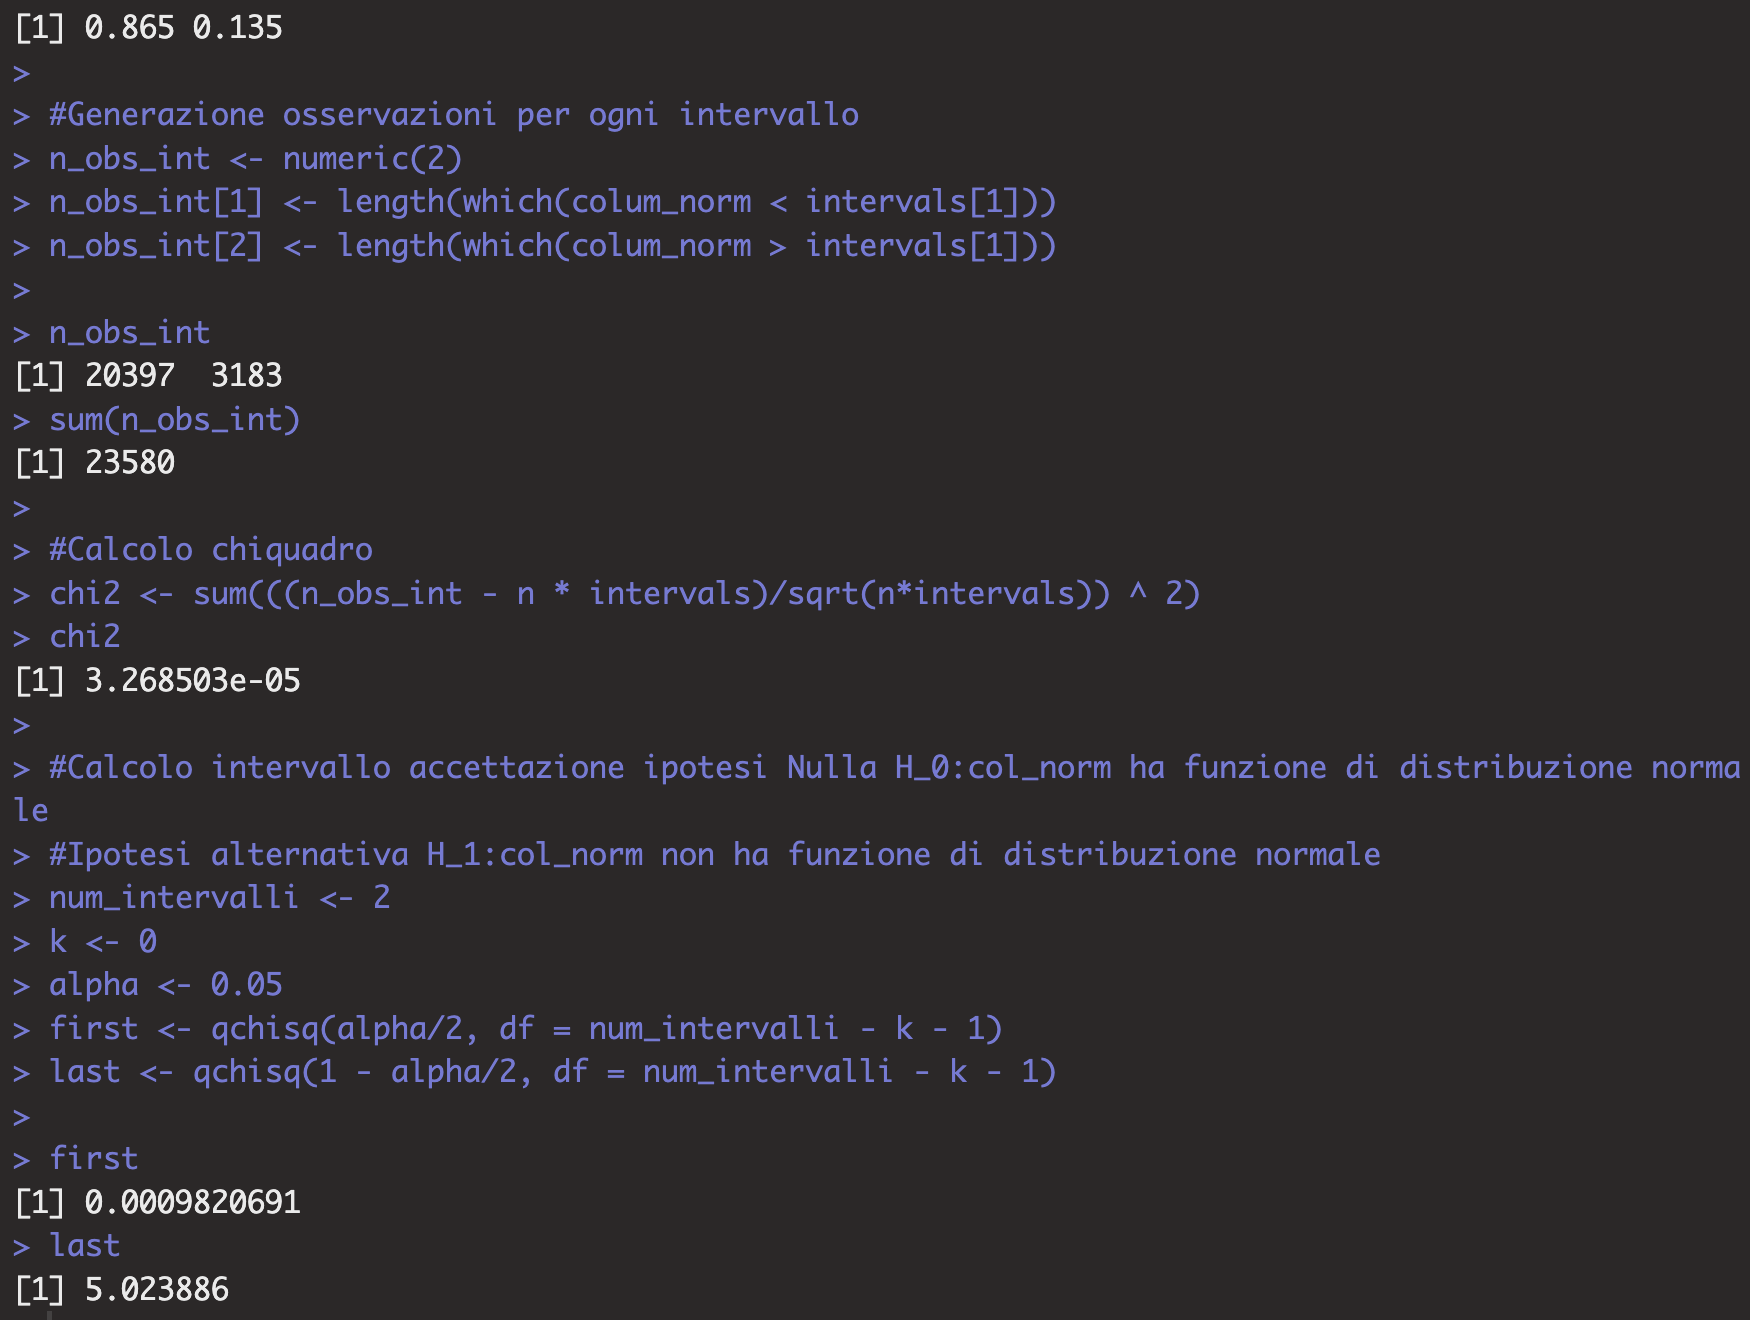 [1] 0.865 0.135
>
> #Generazione osservazioni per ogni intervallo
> n_obs_int <- numeric(2)
> n_obs_int[1] <- length(which(colum_norm < intervals[1]))
> n_obs_int[2] <- length(which(colum_norm > intervals[1]))
>
> n_obs_int
[1] 20397  3183
> sum(n_obs_int)
[1] 23580
>
> #Calcolo chiquadro
> chi2 <- sum(((n_obs_int - n * intervals)/sqrt(n*intervals)) ^ 2)
> chi2
[1] 3.268503e-05
>
> #Calcolo intervallo accettazione ipotesi Nulla H_0:col_norm ha funzione di distribuzione norma
le
> #Ipotesi alternativa H_1:col_norm non ha funzione di distribuzione normale
> num_intervalli <- 2
> k <- 0
> alpha <- 0.05
> first <- qchisq(alpha/2, df = num_intervalli - k - 1)
> last <- qchisq(1 - alpha/2, df = num_intervalli - k - 1)
>
> first
[1] 0.0009820691
> last
[1] 5.023886